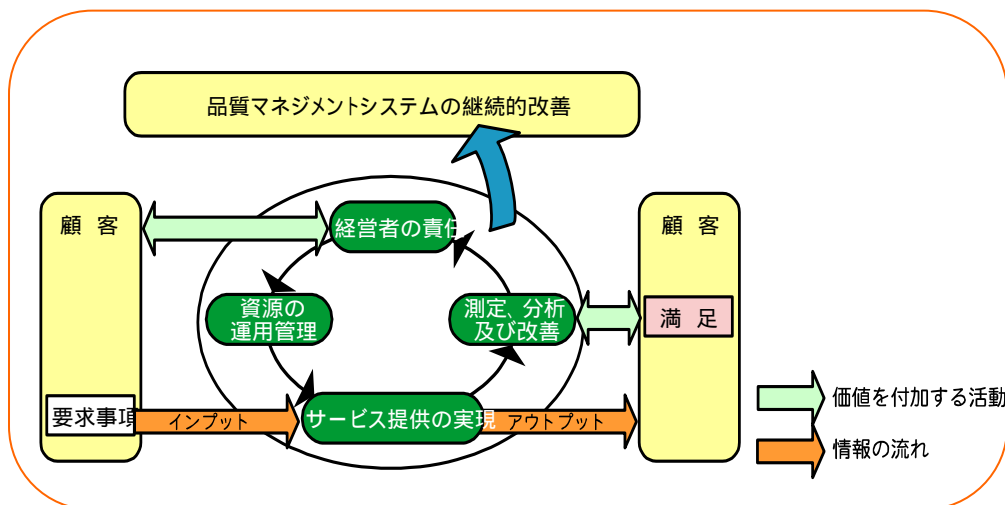 品質マネジメントシステムの継続的改善
顧 客
経営者の責任
顧 客
資源の
運用管理
測定、分析
及び改善
満 足
要求事項
インプット
サービス提供の実現
アウトプット
価値を付加する活動
情報の流れ